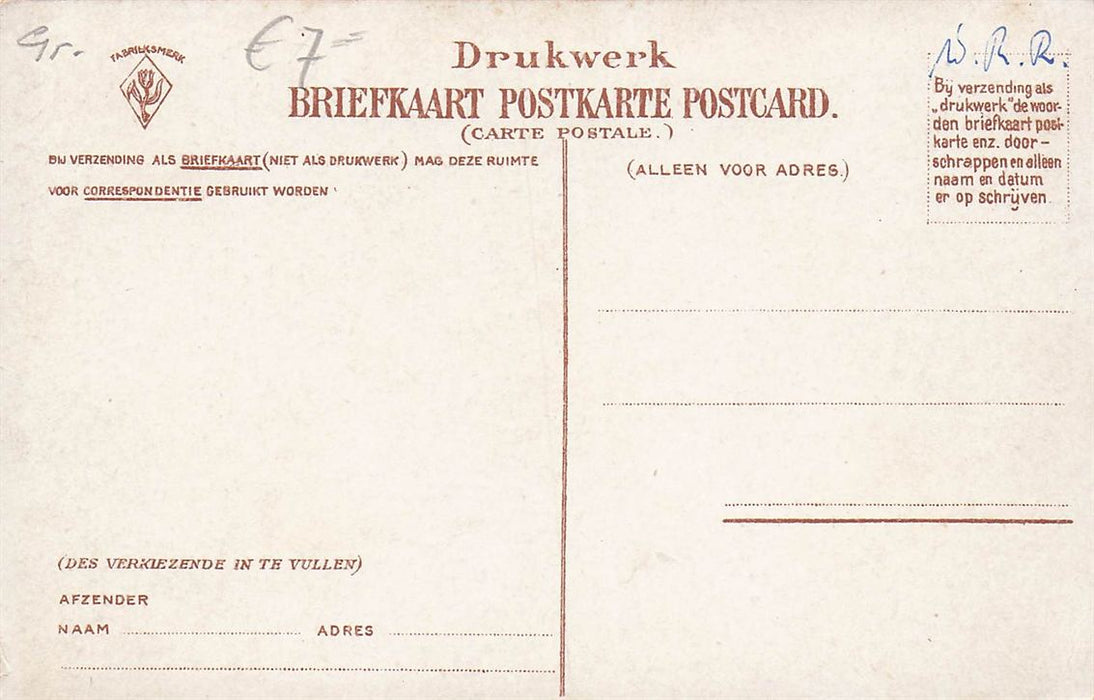 Gr.
€ 7=
W. R. R.
FABRIEKSMERK
Drukwerk
BRIEFKAART POSTKARTE POSTCARD.
(CARTE POSTALE.)
BIJ VERZENDING ALS BRIEFKAART (NIET ALS DRUKWERK) MAG DEZE RUIMTE
VOOR CORRESPONDENTIE GEBRUIKT WORDEN
(ALLEEN VOOR ADRES.)
Bij verzending als
„drukwerk" de woor-
den briefkaart post-
karte enz. door-
schrappen en alleen
naam en datum
er op schrijven.
(DES VERKIEZENDE IN TE VULLEN)
AFZENDER
NAAM ADRES